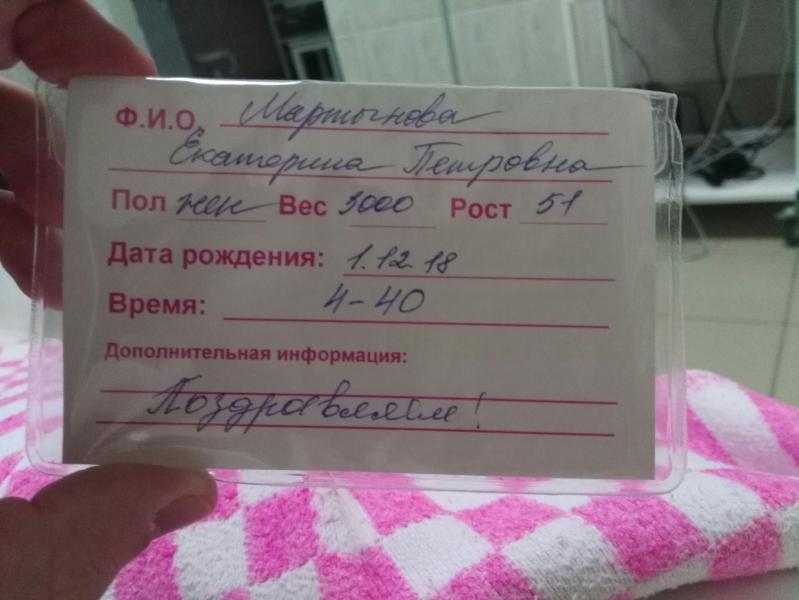 Ф.И.О. Мартынова
Екатерина Петровна
Пол жен Вес 3000 Рост 51
Дата рождения: 1.12.18
Время: 4-40
Дополнительная информация:
Поздравляем!